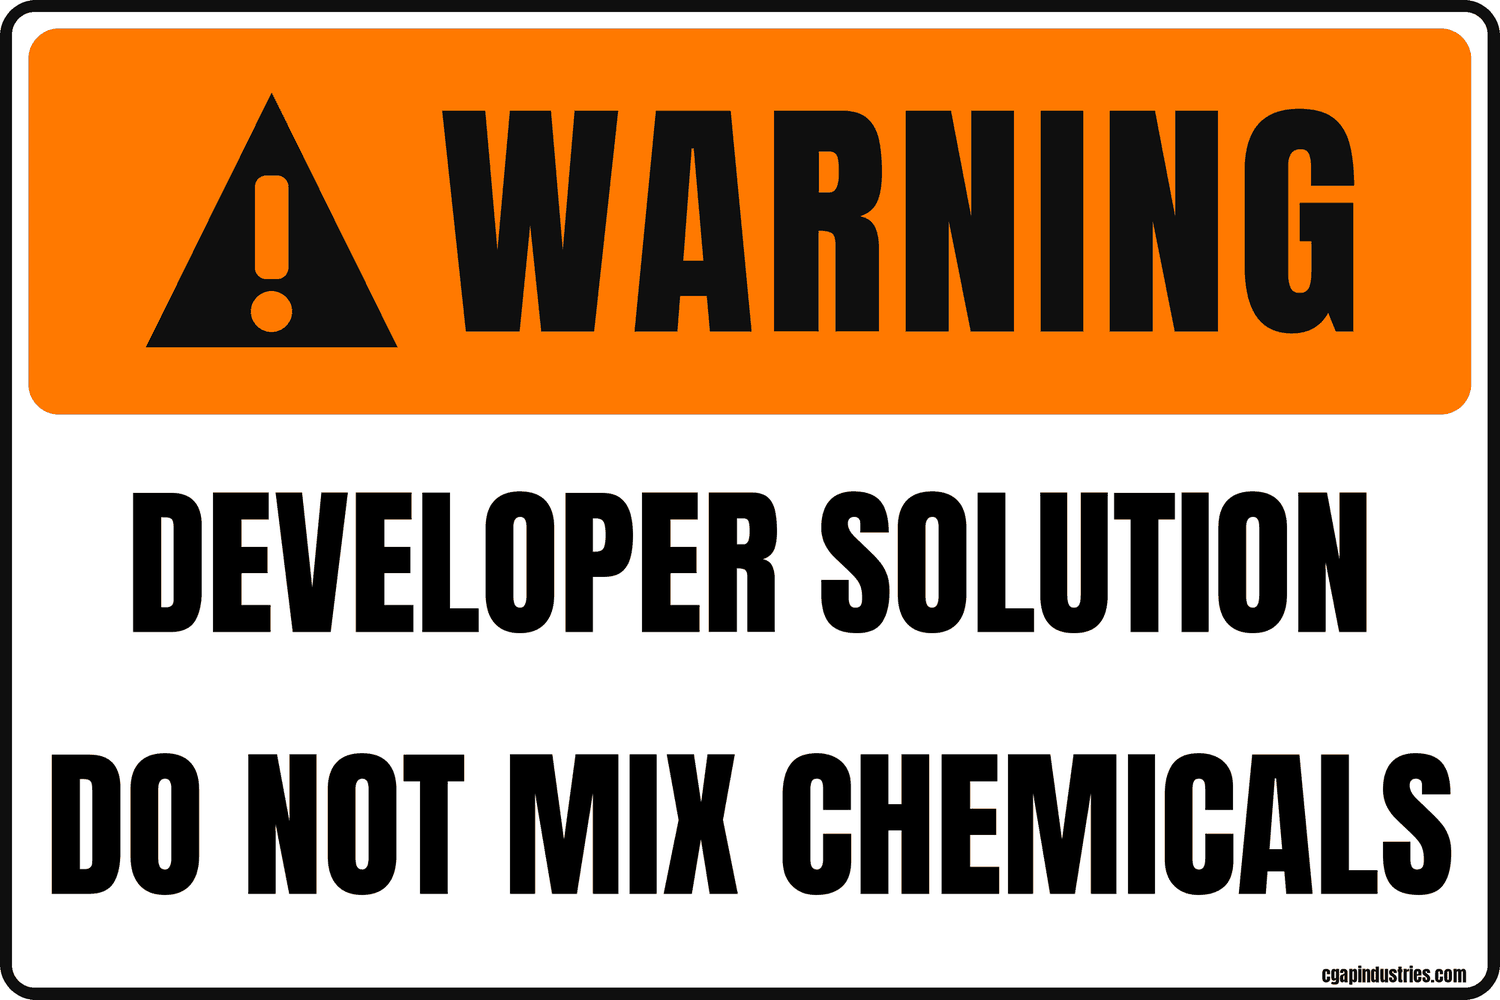 WARNING
DEVELOPER SOLUTION
DO NOT MIX CHEMICALS
cgapindustries.com